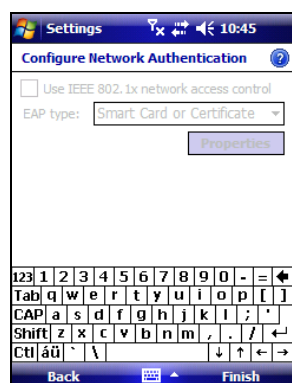 Settings 10:45
Configure Network Authentication ?
Use IEEE 802.1x network access control
EAP type: Smart Card or Certificate
Properties
123 1 2 3 4 5 6 7 8 9 0 - =
Tab q w e r t y u i o p [ ]
CAP a s d f g h j k l ; '
Shift z x c v b n m , . /
Ctl áü ` \
Back Finish